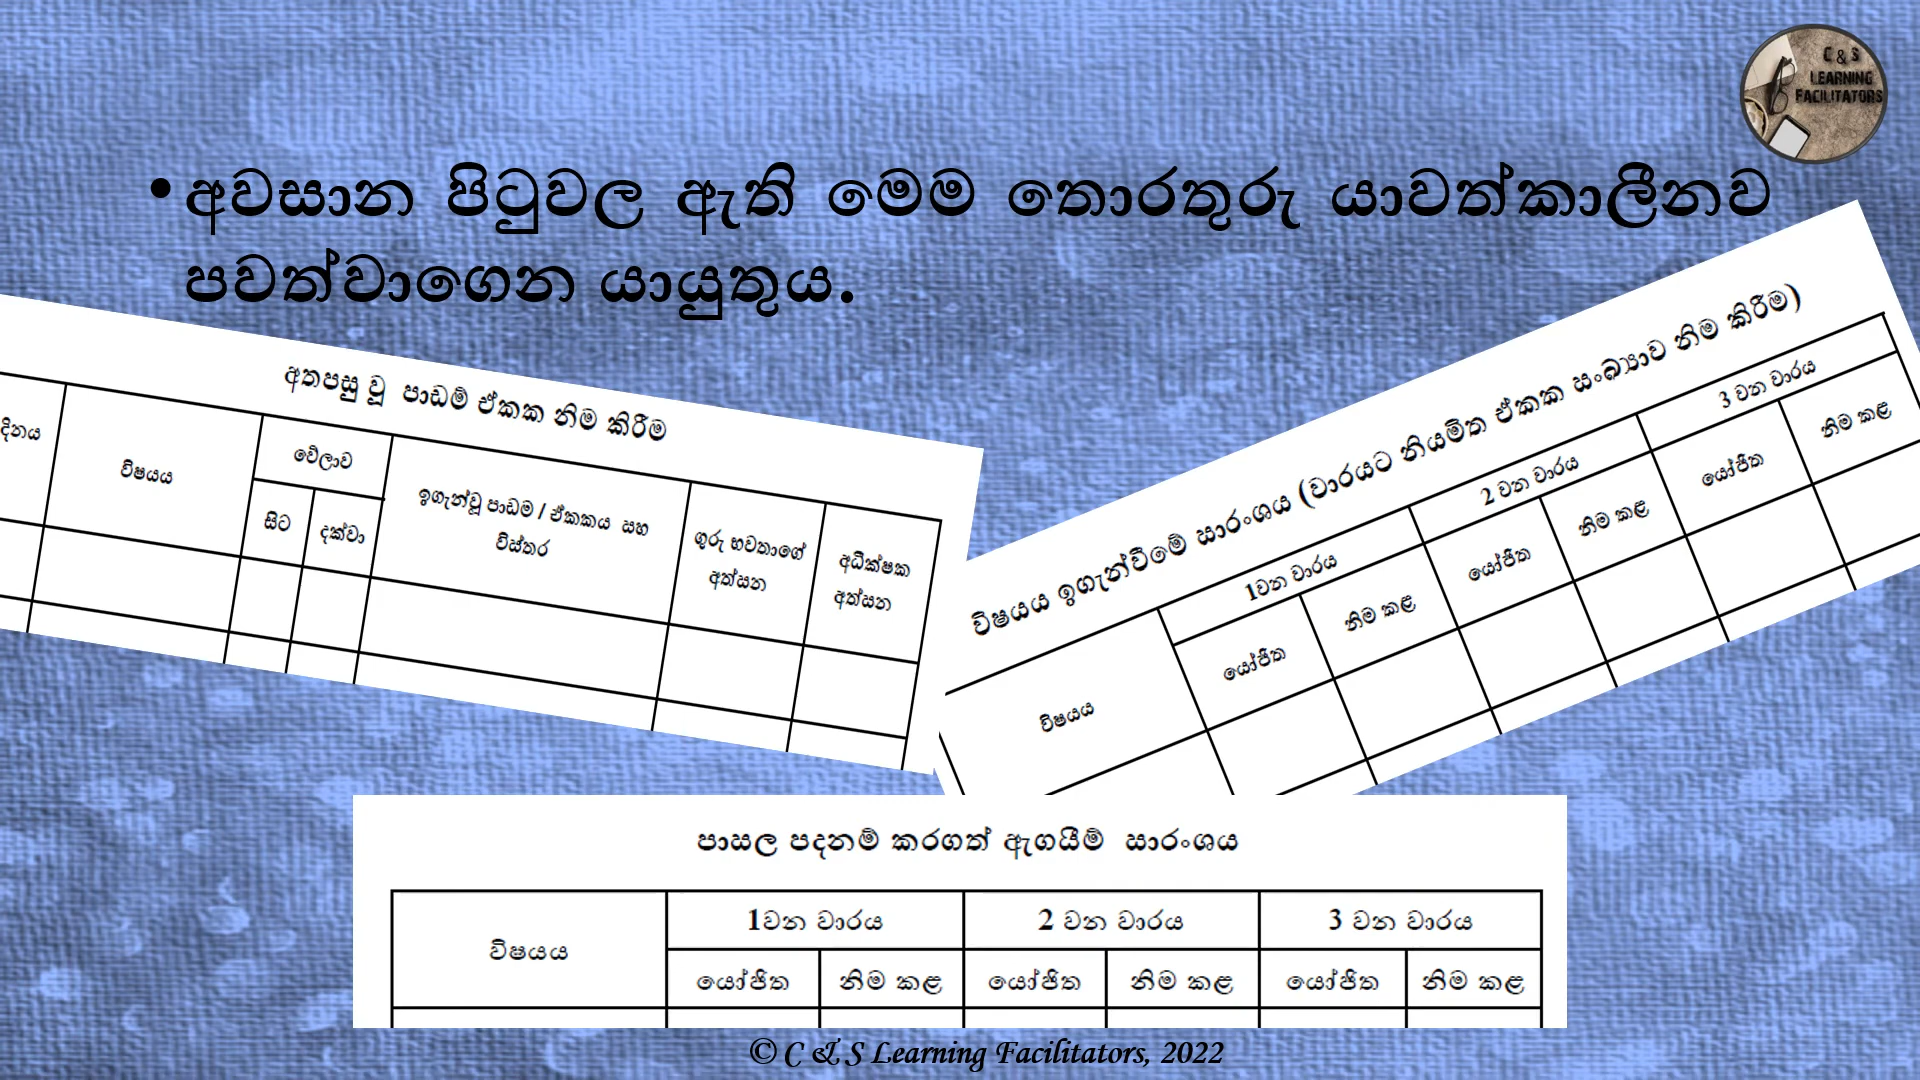 C & S
LEARNING
FACILITATORS
• අවසාන පිටුවල ඇති මෙම තොරතුරු යාවත්කාලීනව
පවත්වාගෙන යායුතුය.
අතපසු වූ පාඩම් ඒකක නිම කිරීම
දිනය
විෂයය
වේලාව
සිට
දක්වා
ඉගැන්වූ පාඩම / ඒකකය සහ
විස්තර
ගුරු භවතාගේ
අත්සන
අධීක්ෂක
අත්සන
විෂයය ඉගැන්වීමේ සාරංශය (වාරයට නියමිත ඒකක සංඛ්‍යාව නිම කිරීම)
විෂයය
1වන වාරය
2 වන වාරය
3 වන වාරය
යෝජිත
නිම කළ
යෝජිත
නිම කළ
යෝජිත
නිම කළ
පාසල පදනම් කරගත් ඇගයීම් සාරංශය
විෂයය
1වන වාරය
2 වන වාරය
3 වන වාරය
යෝජිත
නිම කළ
යෝජිත
නිම කළ
යෝජිත
නිම කළ
© C & S Learning Facilitators, 2022